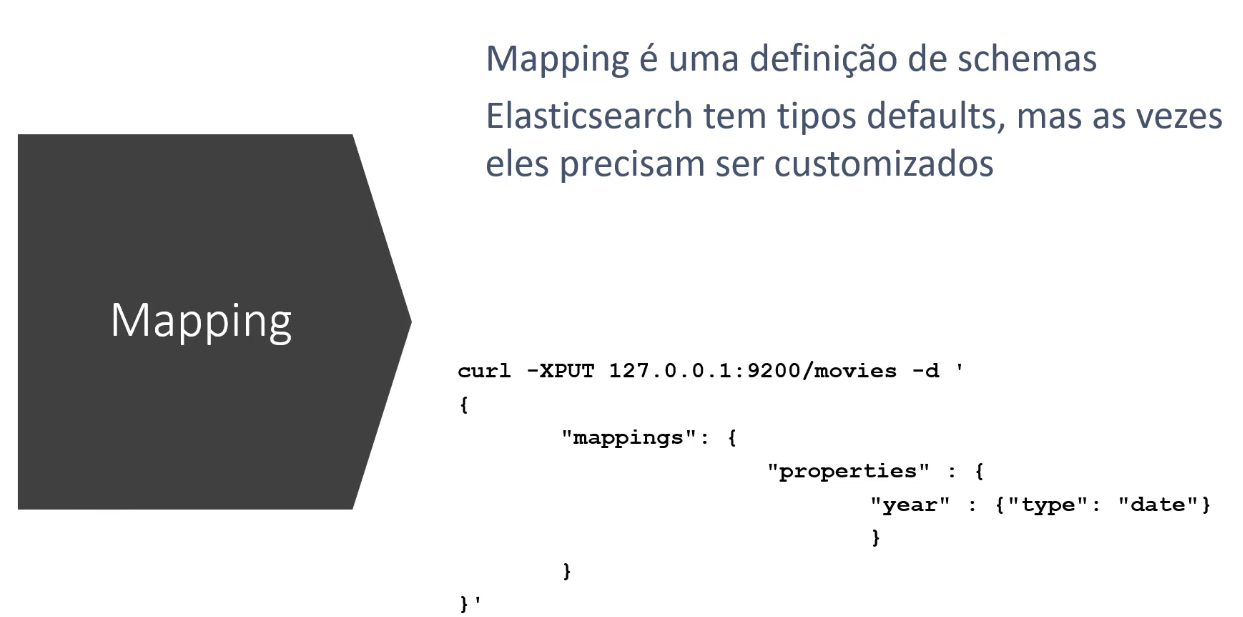 Mapping é uma definição de schemas
Elasticsearch tem tipos defaults, mas as vezes
eles precisam ser customizados
Mapping
curl -XPUT 127.0.0.1:9200/movies -d '
{
"mappings": {
"properties" : {
"year" : {"type": "date"}
}
}
}'